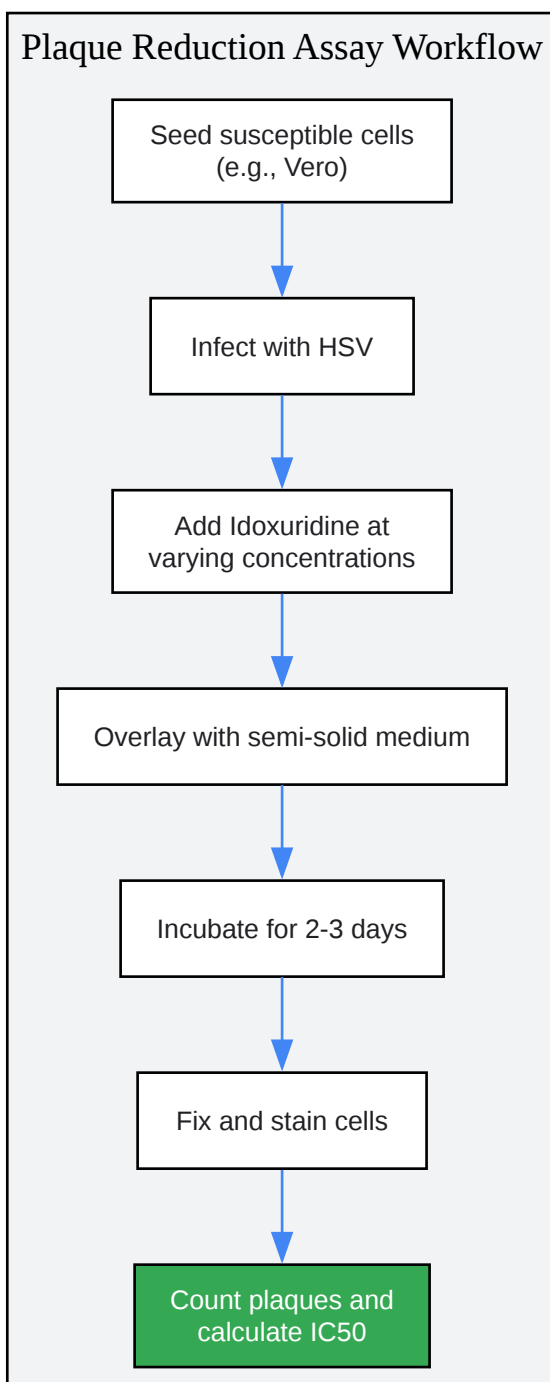 Plaque Reduction Assay Workflow
Seed susceptible cells
(e.g., Vero)
Infect with HSV
Add Idoxuridine at
varying concentrations
Overlay with semi-solid medium
Incubate for 2-3 days
Fix and stain cells
Count plaques and
calculate IC50